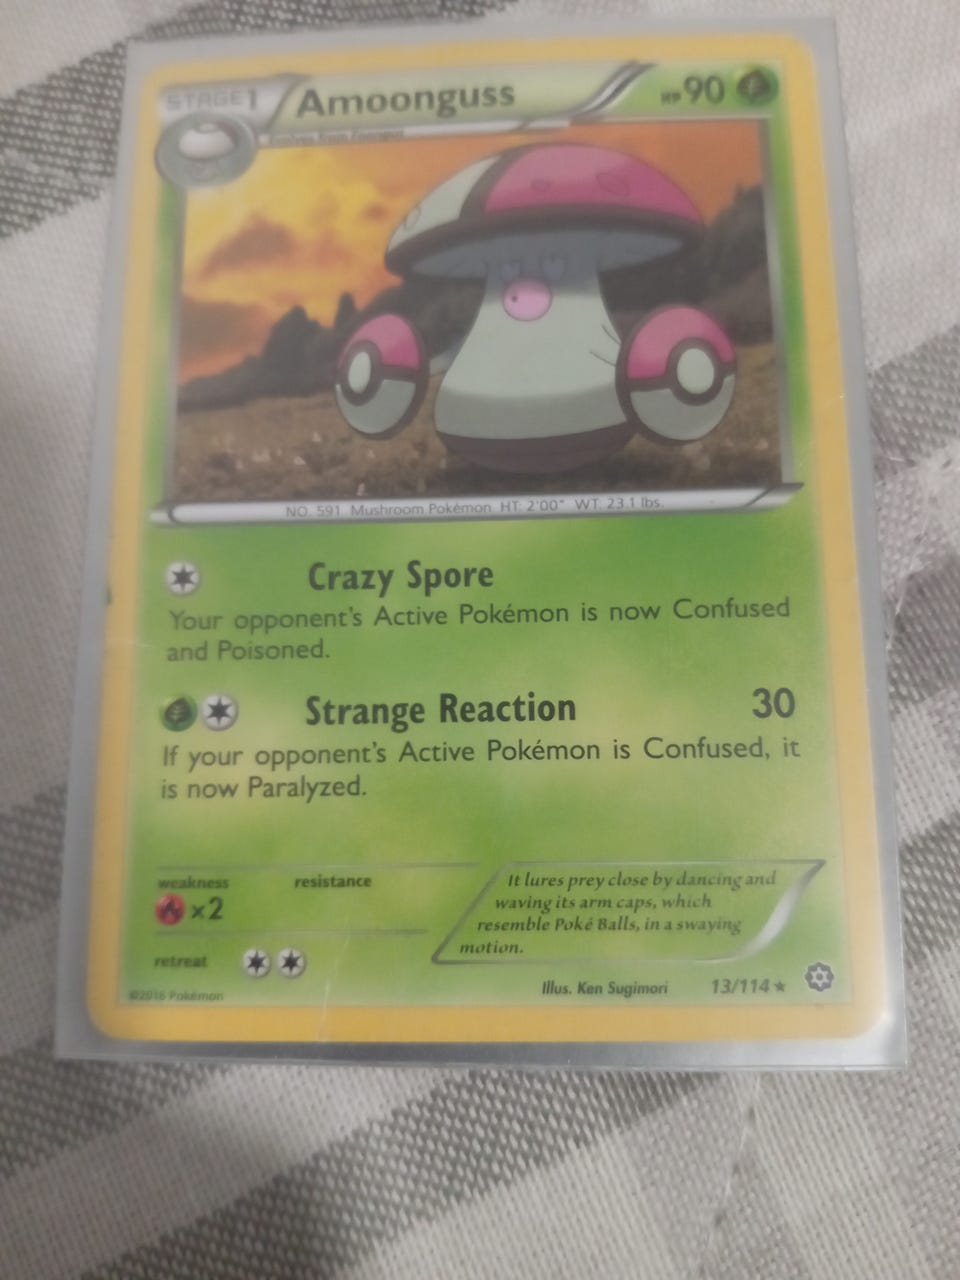 STAGE 1 Amoonguss HP 90
Evolves from Foongus
NO. 591 Mushroom Pokémon HT: 2'00" WT. 23.1 lbs.
Crazy Spore
Your opponent's Active Pokémon is now Confused
and Poisoned.
Strange Reaction 30
If your opponent's Active Pokémon is Confused, it
is now Paralyzed.
weakness resistance
×2
retreat
It lures prey close by dancing and
waving its arm caps, which
resemble Poké Balls, in a swaying
motion.
©2016 Pokémon Illus. Ken Sugimori 13/114 ★